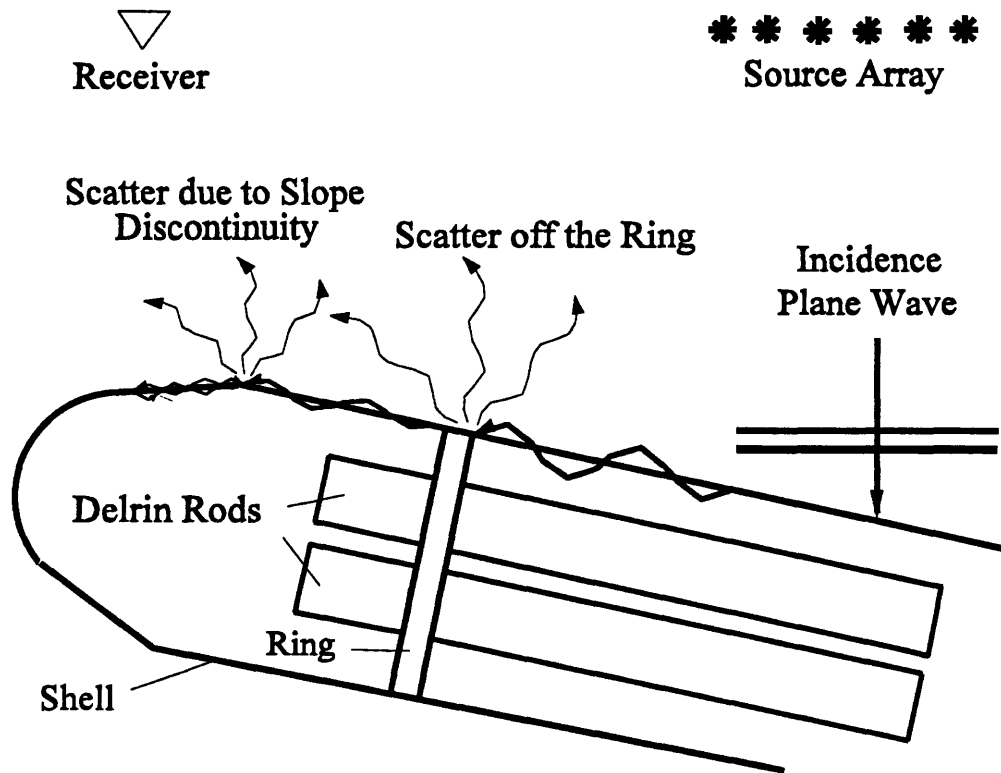 Receiver
Source Array
Scatter due to Slope
Discontinuity
Scatter off the Ring
Incidence
Plane Wave
Delrin Rods
Ring
Shell